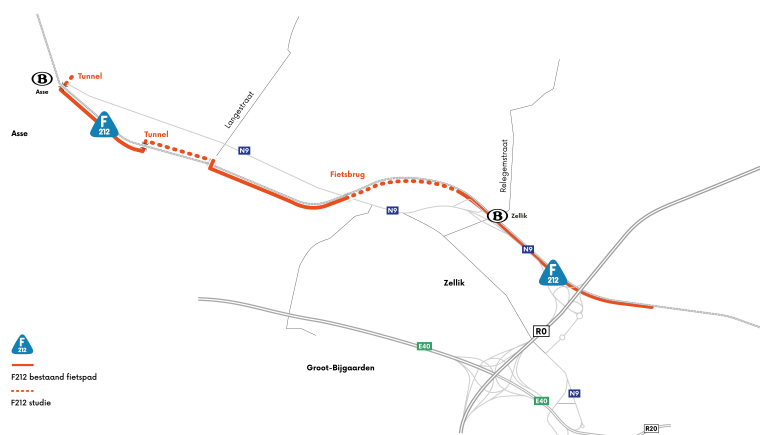 B
Asse
Tunnel
Asse
F
212
Tunnel
Langestraat
N9
Fietsbrug
N9
Relegemstraat
B
Zellik
N9
F
212
Zellik
R0
E40
Groot-Bijgaarden
F
212
F212 bestaand fietspad
F212 studie
E40
N9
R20